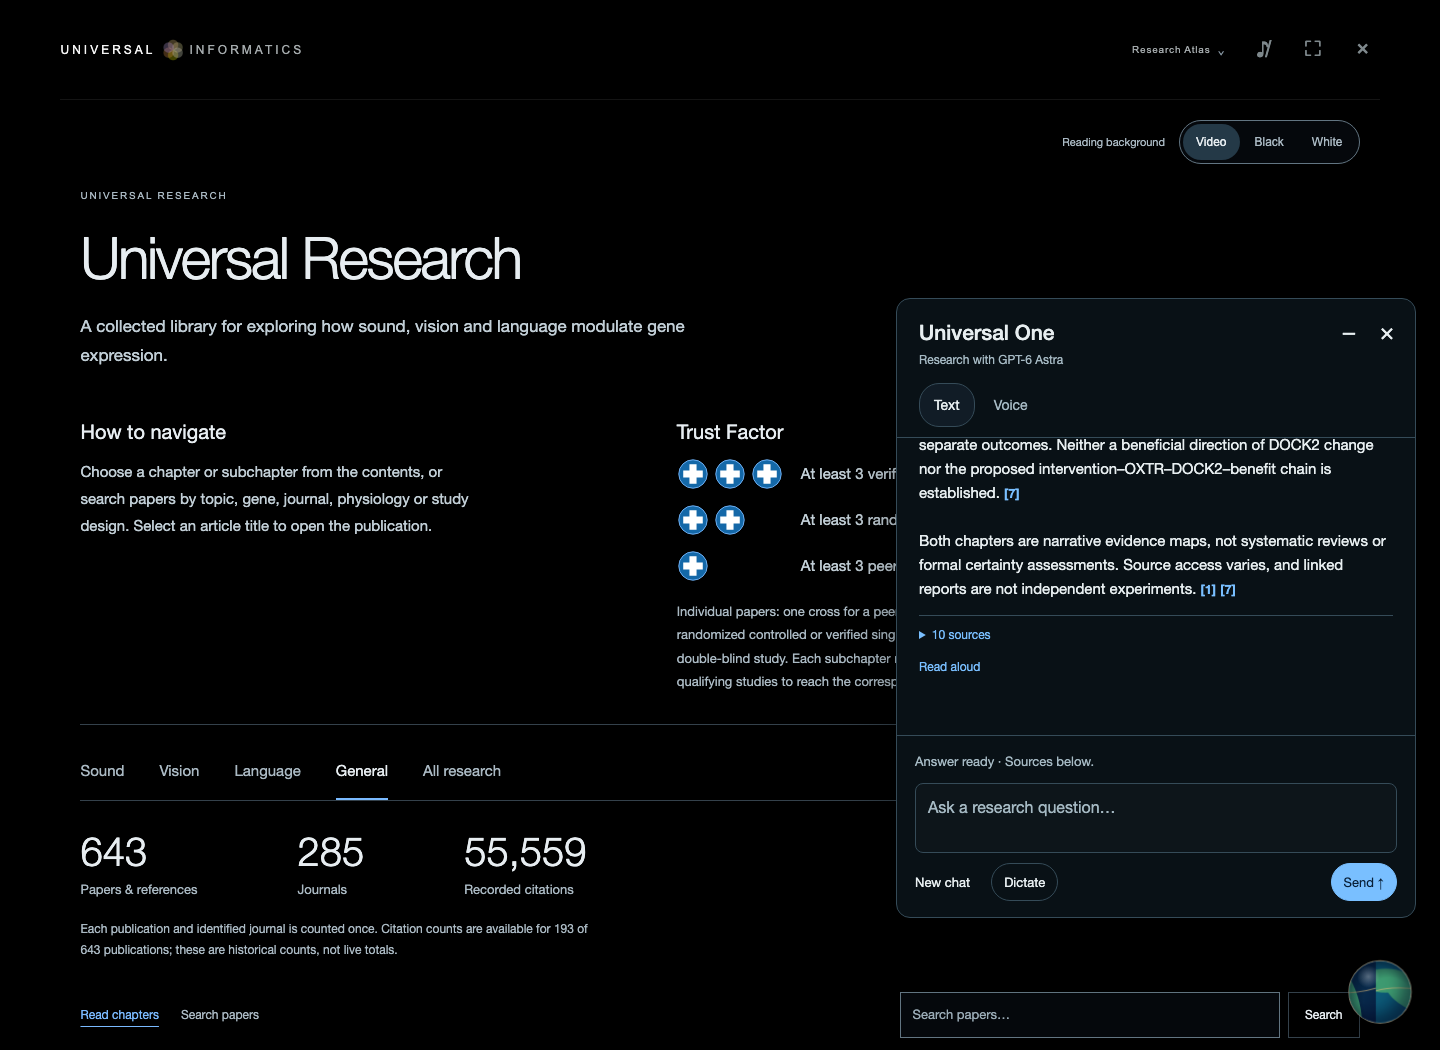 UNIVERSAL INFORMATICS
Research Atlas
Reading background
Video
Black
White
UNIVERSAL RESEARCH
Universal Research
A collected library for exploring how sound, vision and language modulate gene
expression.
How to navigate
Choose a chapter or subchapter from the contents, or
search papers by topic, gene, journal, physiology or study
design. Select an article title to open the publication.
Trust Factor
At least 3 verif
At least 3 rand
At least 3 peer
Individual papers: one cross for a peer
randomized controlled or verified sing
double-blind study. Each subchapter
qualifying studies to reach the corresp
Universal One
Research with GPT-6 Astra
Text
Voice
separate outcomes. Neither a beneficial direction of DOCK2 change
nor the proposed intervention–OXTR–DOCK2–benefit chain is
established. [7]
Both chapters are narrative evidence maps, not systematic reviews or
formal certainty assessments. Source access varies, and linked
reports are not independent experiments. [1] [7]
10 sources
Read aloud
Answer ready · Sources below.
Ask a research question...
New chat
Dictate
Send ↑
Sound
Vision
Language
General
All research
643
Papers & references
285
Journals
55,559
Recorded citations
Each publication and identified journal is counted once. Citation counts are available for 193 of
643 publications; these are historical counts, not live totals.
Read chapters
Search papers
Search papers...
Search